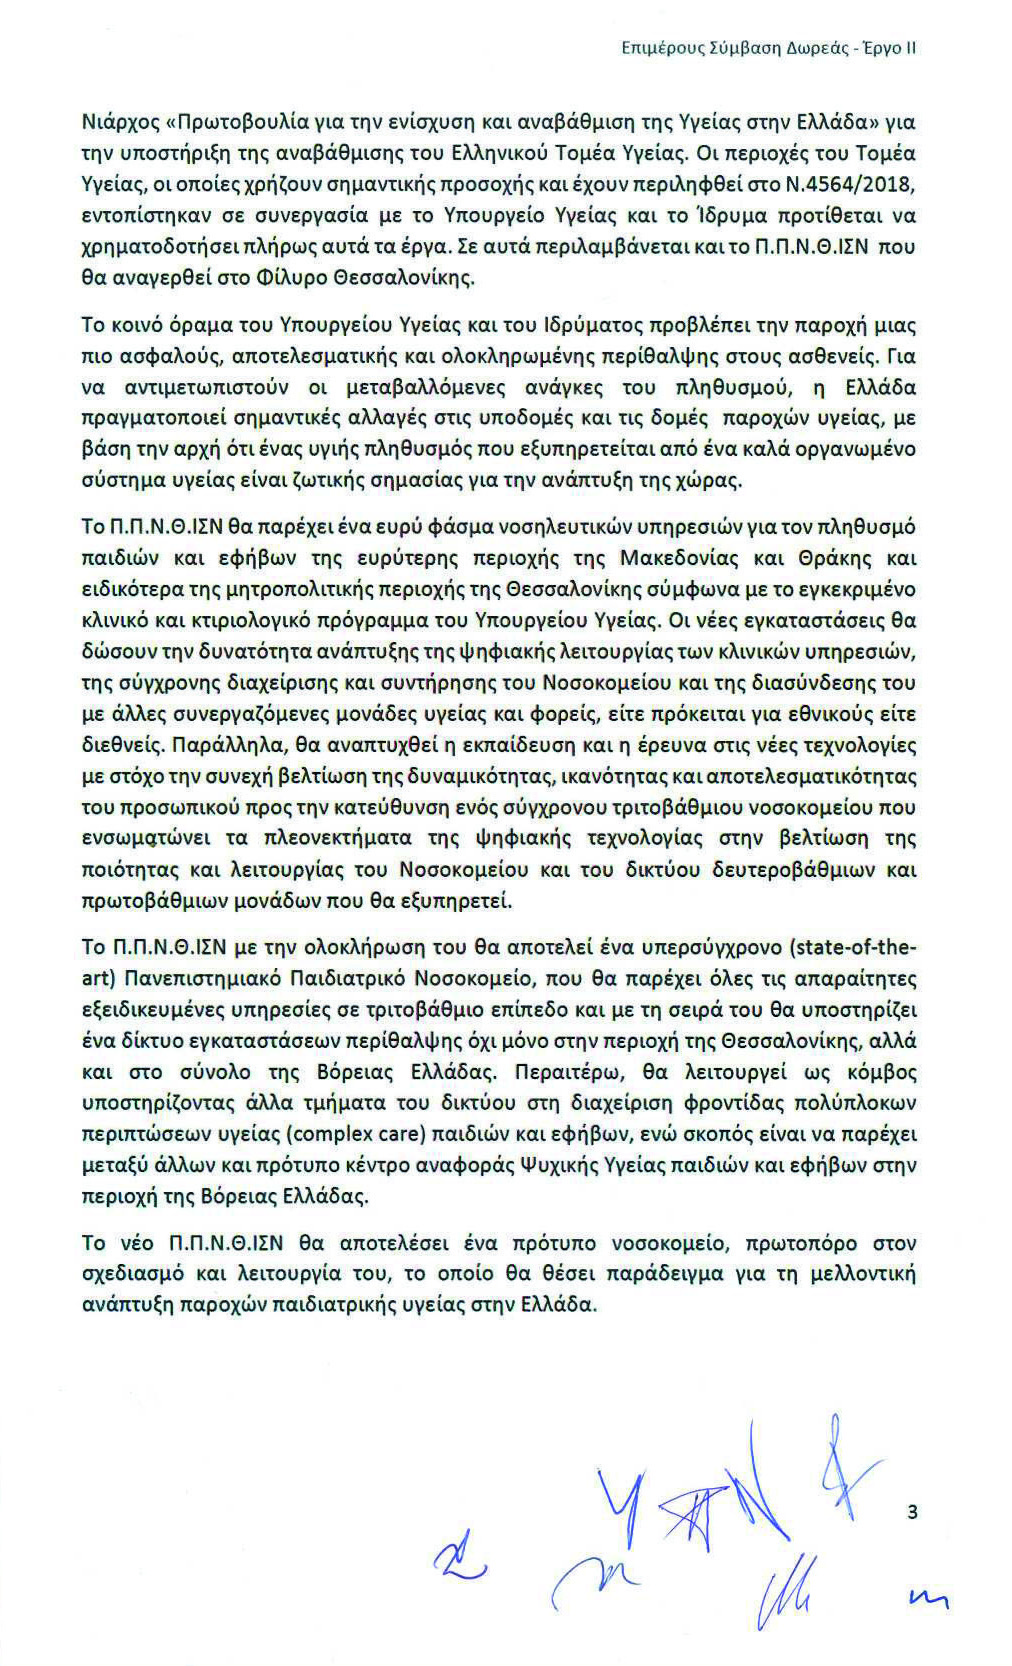 Επιμέρους Σύμβαση Δωρεάς - Έργο ΙΙ
Νιάρχος «Πρωτοβουλία για την ενίσχυση και αναβάθμιση της Υγείας στην Ελλάδα» για
την υποστήριξη της αναβάθμισης του Ελληνικού Τομέα Υγείας. Οι περιοχές του Τομέα
Υγείας, οι οποίες χρήζουν σημαντικής προσοχής και έχουν περιληφθεί στο Ν.4564/2018,
εντοπίστηκαν σε συνεργασία με το Υπουργείο Υγείας και το Ίδρυμα προτίθεται να
χρηματοδοτήσει πλήρως αυτά τα έργα. Σε αυτά περιλαμβάνεται και το Π.Π.Ν.Θ.ΙΣΝ που
θα αναγερθεί στο Φίλυρο Θεσσαλονίκης.
Το κοινό όραμα του Υπουργείου Υγείας και του Ιδρύματος προβλέπει την παροχή μιας
πιο ασφαλούς, αποτελεσματικής και ολοκληρωμένης περίθαλψης στους ασθενείς. Για
να αντιμετωπιστούν οι μεταβαλλόμενες ανάγκες του πληθυσμού, η Ελλάδα
πραγματοποιεί σημαντικές αλλαγές στις υποδομές και τις δομές παροχών υγείας, με
βάση την αρχή ότι ένας υγιής πληθυσμός που εξυπηρετείται από ένα καλά οργανωμένο
σύστημα υγείας είναι ζωτικής σημασίας για την ανάπτυξη της χώρας.
Το Π.Π.Ν.Θ.ΙΣΝ θα παρέχει ένα ευρύ φάσμα νοσηλευτικών υπηρεσιών για τον πληθυσμό
παιδιών και εφήβων της ευρύτερης περιοχής της Μακεδονίας και Θράκης και
ειδικότερα της μητροπολιτικής περιοχής της Θεσσαλονίκης σύμφωνα με το εγκεκριμένο
κλινικό και κτιριολογικό πρόγραμμα του Υπουργείου Υγείας. Οι νέες εγκαταστάσεις θα
δώσουν την δυνατότητα ανάπτυξης της ψηφιακής λειτουργίας των κλινικών υπηρεσιών,
της σύγχρονης διαχείρισης και συντήρησης του Νοσοκομείου και της διασύνδεσης του
με άλλες συνεργαζόμενες μονάδες υγείας και φορείς, είτε πρόκειται για εθνικούς είτε
διεθνείς. Παράλληλα, θα αναπτυχθεί η εκπαίδευση και η έρευνα στις νέες τεχνολογίες
με στόχο την συνεχή βελτίωση της δυναμικότητας, ικανότητας και αποτελεσματικότητας
του προσωπικού προς την κατεύθυνση ενός σύγχρονου τριτοβάθμιου νοσοκομείου που
ενσωματώνει τα πλεονεκτήματα της ψηφιακής τεχνολογίας στην βελτίωση της
ποιότητας και λειτουργίας του Νοσοκομείου και του δικτύου δευτεροβάθμιων και
πρωτοβάθμιων μονάδων που θα εξυπηρετεί.
Το Π.Π.Ν.Θ.ΙΣΝ με την ολοκλήρωση του θα αποτελεί ένα υπερσύγχρονο (state-of-the-
art) Πανεπιστημιακό Παιδιατρικό Νοσοκομείο, που θα παρέχει όλες τις απαραίτητες
εξειδικευμένες υπηρεσίες σε τριτοβάθμιο επίπεδο και με τη σειρά του θα υποστηρίζει
ένα δίκτυο εγκαταστάσεων περίθαλψης όχι μόνο στην περιοχή της Θεσσαλονίκης, αλλά
και στο σύνολο της Βόρειας Ελλάδας. Περαιτέρω, θα λειτουργεί ως κόμβος
υποστηρίζοντας άλλα τμήματα του δικτύου στη διαχείριση φροντίδας πολύπλοκων
περιπτώσεων υγείας (complex care) παιδιών και εφήβων, ενώ σκοπός είναι να παρέχει
μεταξύ άλλων και πρότυπο κέντρο αναφοράς Ψυχικής Υγείας παιδιών και εφήβων στην
περιοχή της Βόρειας Ελλάδας.
Το νέο Π.Π.Ν.Θ.ΙΣΝ θα αποτελέσει ένα πρότυπο νοσοκομείο, πρωτοπόρο στον
σχεδιασμό και λειτουργία του, το οποίο θα θέσει παράδειγμα για τη μελλοντική
ανάπτυξη παροχών παιδιατρικής υγείας στην Ελλάδα.
3